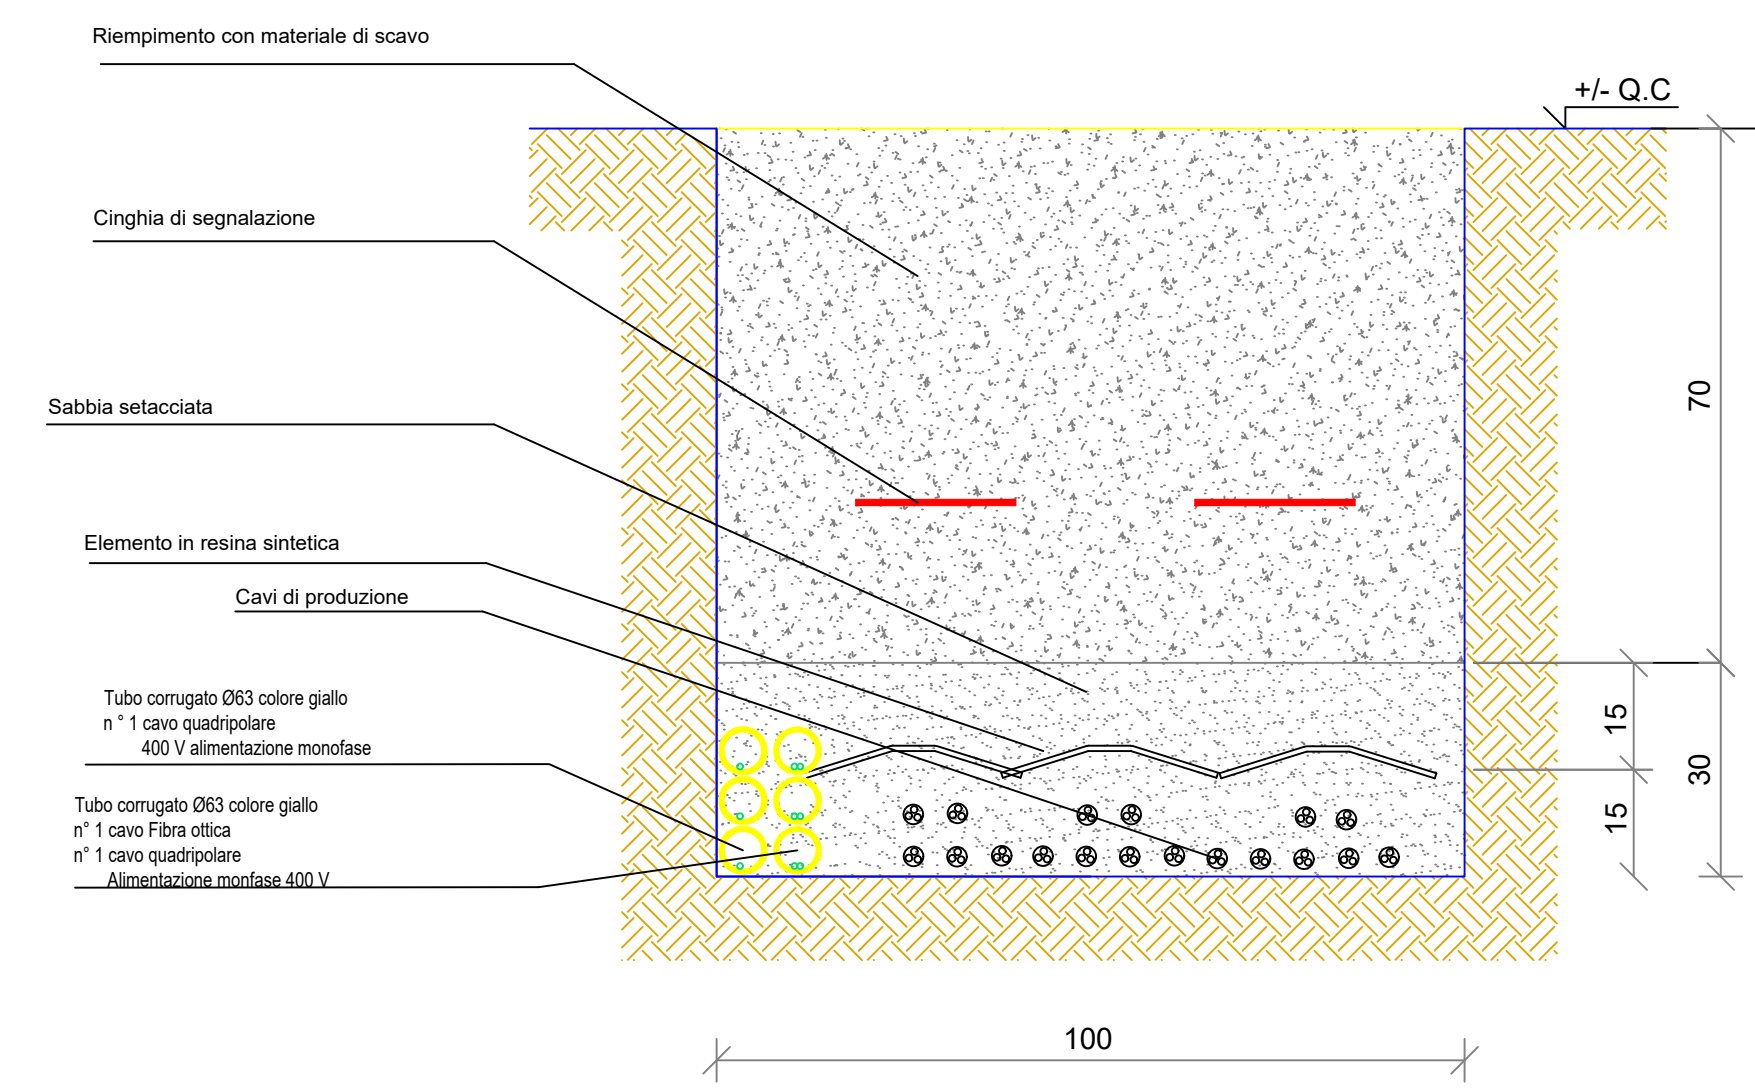 Riempimento con materiale di scavo
+/- Q.C
Cinghia di segnalazione
70
Sabbia setacciata
Elemento in resina sintetica
Cavi di produzione
Tubo corrugato Ø63 colore giallo
n ° 1 cavo quadripolare
400 V alimentazione monofase
15
30
15
Tubo corrugato Ø63 colore giallo
n° 1 cavo Fibra ottica
n° 1 cavo quadripolare
Alimentazione monfase 400 V
100